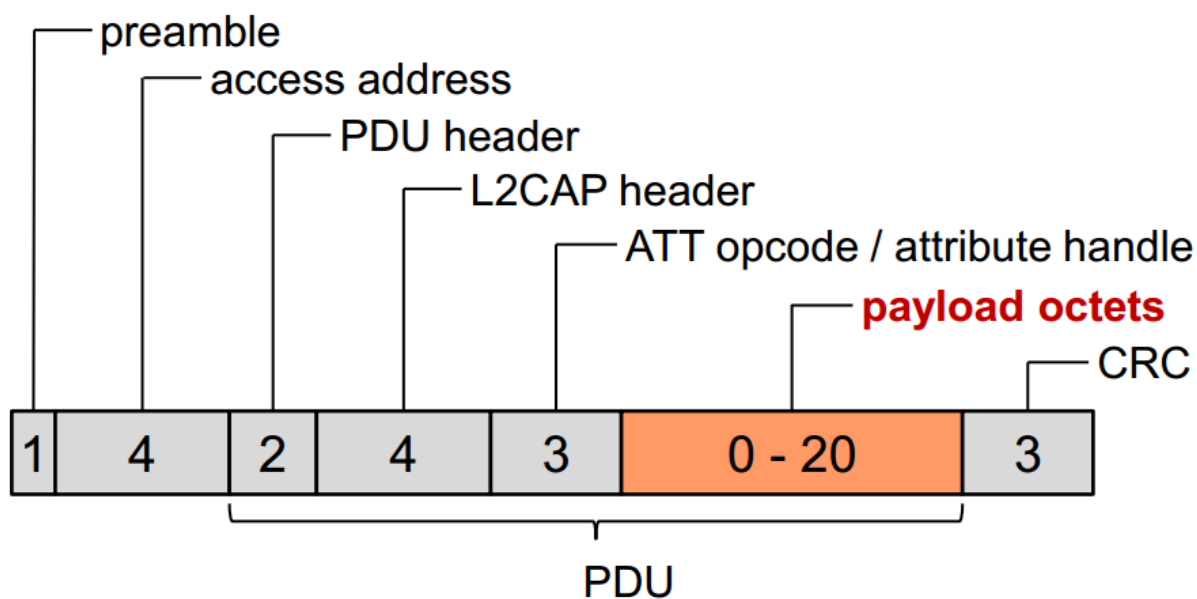 preamble
access address
PDU header
L2CAP header
ATT opcode / attribute handle
payload octets
CRC
1 4 2 4 3 0 - 20 3
PDU